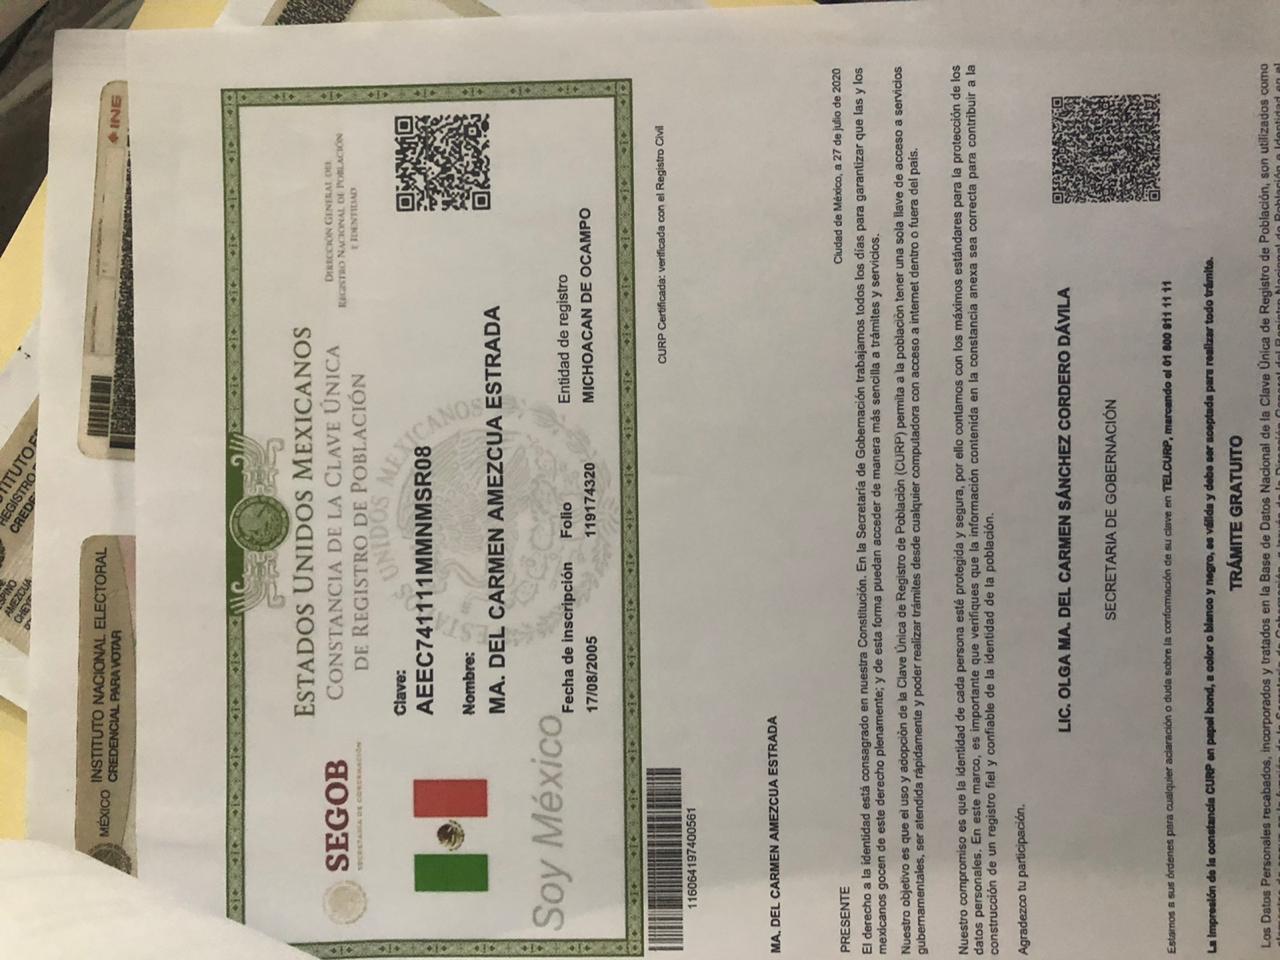 INE
INSTITUTO NACIONAL ELECTORAL
MÉXICO CREDENCIAL PARA VOTAR
ESTADOS UNIDOS MEXICANOS
CONSTANCIA DE LA CLAVE ÚNICA
DE REGISTRO DE POBLACIÓN
DIRECCIÓN GENERAL DEL
REGISTRO NACIONAL DE POBLACIÓN
E IDENTIDAD
SEGOB
SECRETARÍA DE GOBERNACIÓN
Clave:
AEEC741111MMNMSR08
Nombre:
MA. DEL CARMEN AMEZCUA ESTRADA
Soy México
Fecha de inscripción Folio Entidad de registro
17/08/2005 119174320 MICHOACAN DE OCAMPO
CURP Certificada: verificada con el Registro Civil
116064197400561
MA. DEL CARMEN AMEZCUA ESTRADA
Ciudad de México, a 27 de julio de 2020
PRESENTE
El derecho a la identidad está consagrado en nuestra Constitución. En la Secretaría de Gobernación trabajamos todos los días para garantizar que las y los
mexicanos gocen de este derecho plenamente; y de esta forma puedan acceder de manera más sencilla a trámites y servicios.
Nuestro objetivo es que el uso y adopción de la Clave Única de Registro de Población (CURP) permita a la población tener una sola llave de acceso a servicios
gubernamentales, ser atendida rápidamente y poder realizar trámites desde cualquier computadora con acceso a internet dentro o fuera del país.
Nuestro compromiso es que la identidad de cada persona esté protegida y segura, por ello contamos con los máximos estándares para la protección de los
datos personales. En este marco, es importante que verifiques que la información contenida en la constancia anexa sea correcta para contribuir a la
construcción de un registro fiel y confiable de la identidad de la población.
Agradezco tu participación.
LIC. OLGA MA. DEL CARMEN SÁNCHEZ CORDERO DÁVILA
SECRETARIA DE GOBERNACIÓN
Estamos a sus órdenes para cualquier aclaración o duda sobre la conformación de su clave en TELCURP, marcando el 01 800 911 11 11
La impresión de la constancia CURP en papel bond, a color o blanco y negro, es válida y debe ser aceptada para realizar todo trámite.
TRÁMITE GRATUITO
Los Datos Personales recabados, incorporados y tratados en la Base de Datos Nacional de la Clave Única de Registro de Población, son utilizados como